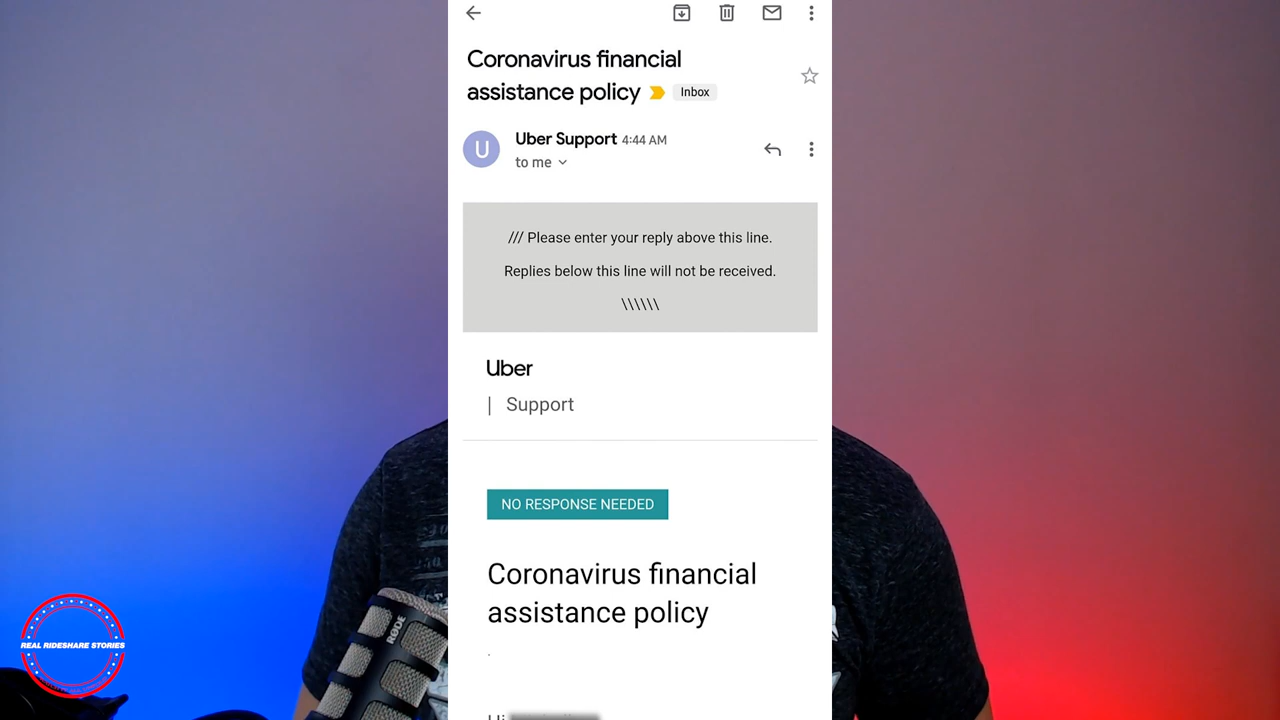 Coronavirus financial
assistance policy
Inbox
Uber Support 4:44 AM
to me
U
/// Please enter your reply above this line.
Replies below this line will not be received.
\\\\\\
Uber
| Support
NO RESPONSE NEEDED
Coronavirus financial
assistance policy
.
Hi
RØDE
REAL RIDESHARE STORIES